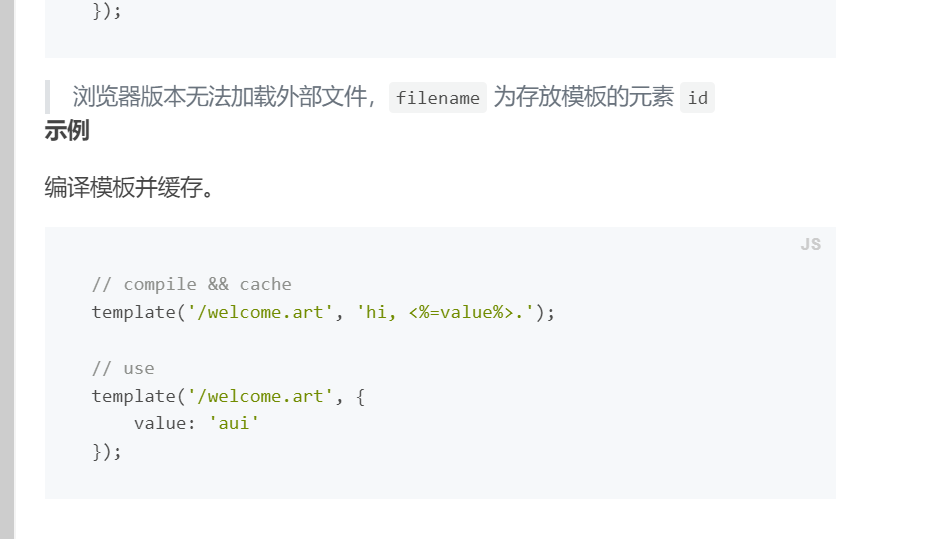 });
浏览器版本无法加载外部文件，filename 为存放模板的元素 id
示例
编译模板并缓存。
JS
// compile && cache
template('/welcome.art', 'hi, <%=value%>.');
// use
template('/welcome.art', {
    value: 'aui'
});